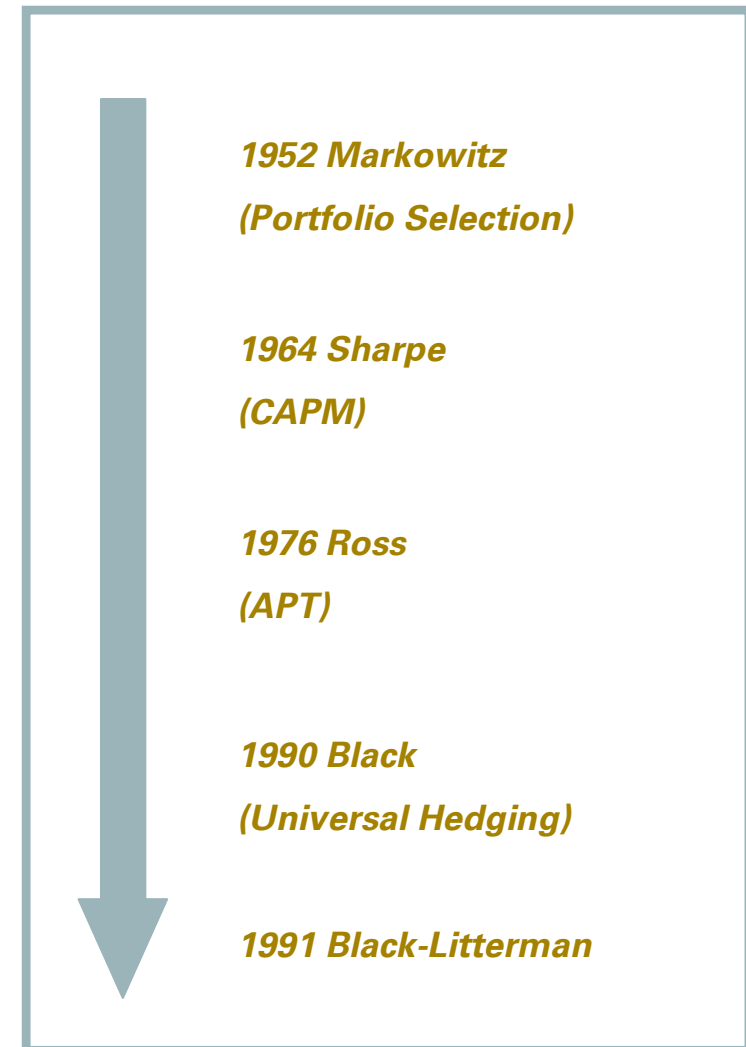 1952 Markowitz
(Portfolio Selection)
1964 Sharpe
(CAPM)
1976 Ross
(APT)
1990 Black
(Universal Hedging)
1991 Black-Litterman